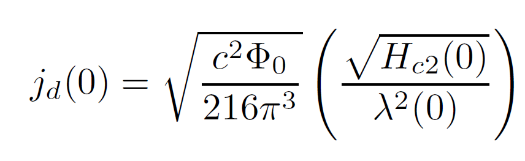 j_d(0) = \sqrt{\frac{c^2\Phi_0}{216\pi^3}} \left( \frac{\sqrt{H_{c2}(0)}}{\lambda^2(0)} \right)